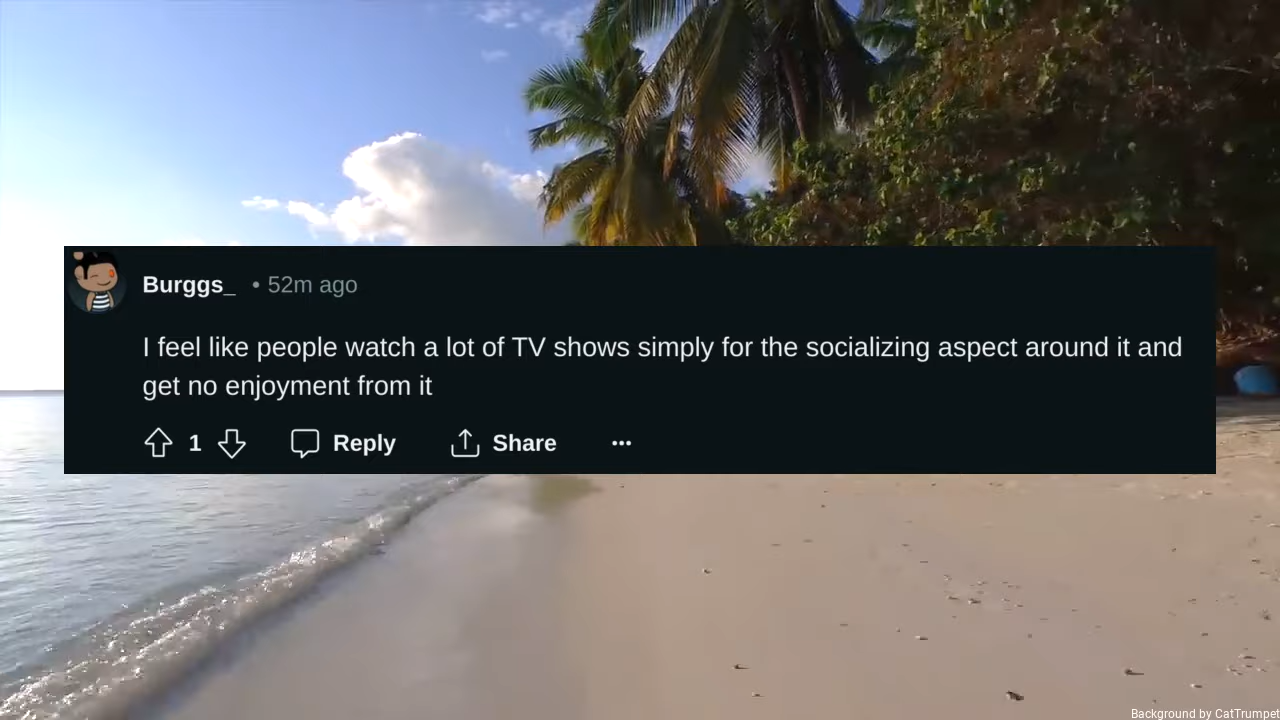 Burggs_ • 52m ago
I feel like people watch a lot of TV shows simply for the socializing aspect around it and
get no enjoyment from it
1 Reply Share ...
Background by CatTrumpet